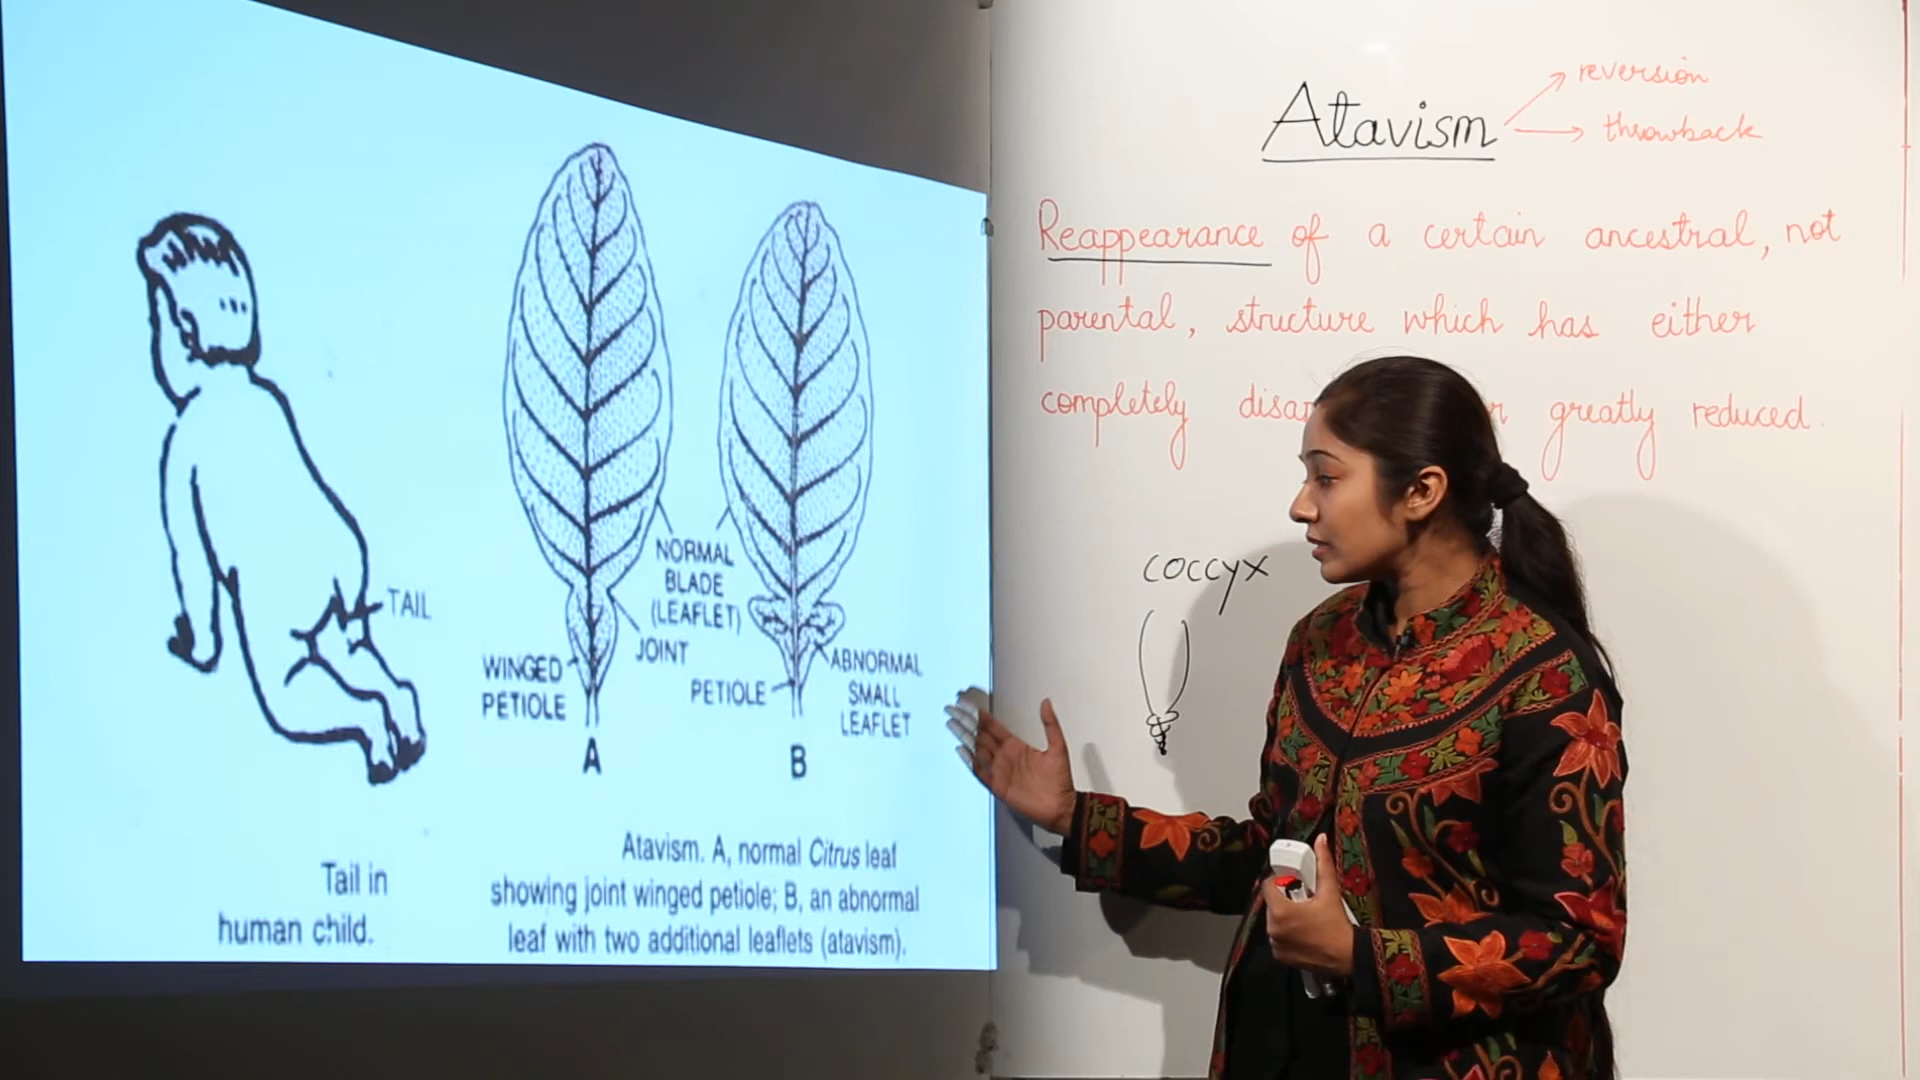 TAIL
NORMAL
BLADE
(LEAFLET)
JOINT
WINGED
PETIOLE
PETIOLE
ABNORMAL
SMALL
LEAFLET
A
B
Tail in
human child.
Atavism. A, normal Citrus leaf
showing joint winged petiole; B, an abnormal
leaf with two additional leaflets (atavism).
Atavism
reversion
throwback
Reappearance of a certain ancestral, not
parental, structure which has either
completely greatly reduced.
coccyx